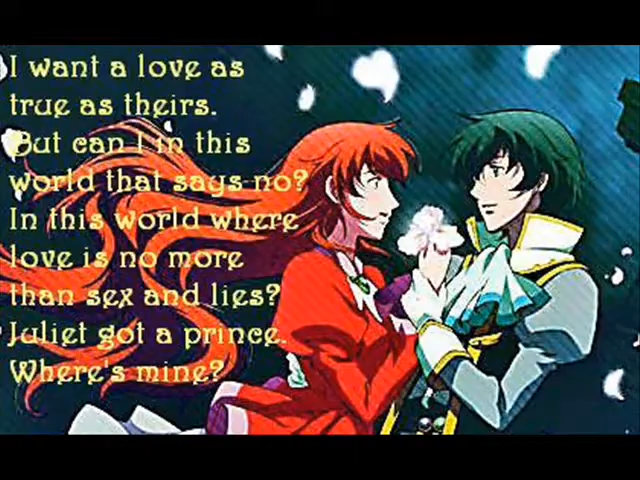 I want a love as
true as theirs.
But can I in this
world that says no?
In this world where
love is no more
than sex and lies?
Juliet got a prince.
Where's mine?